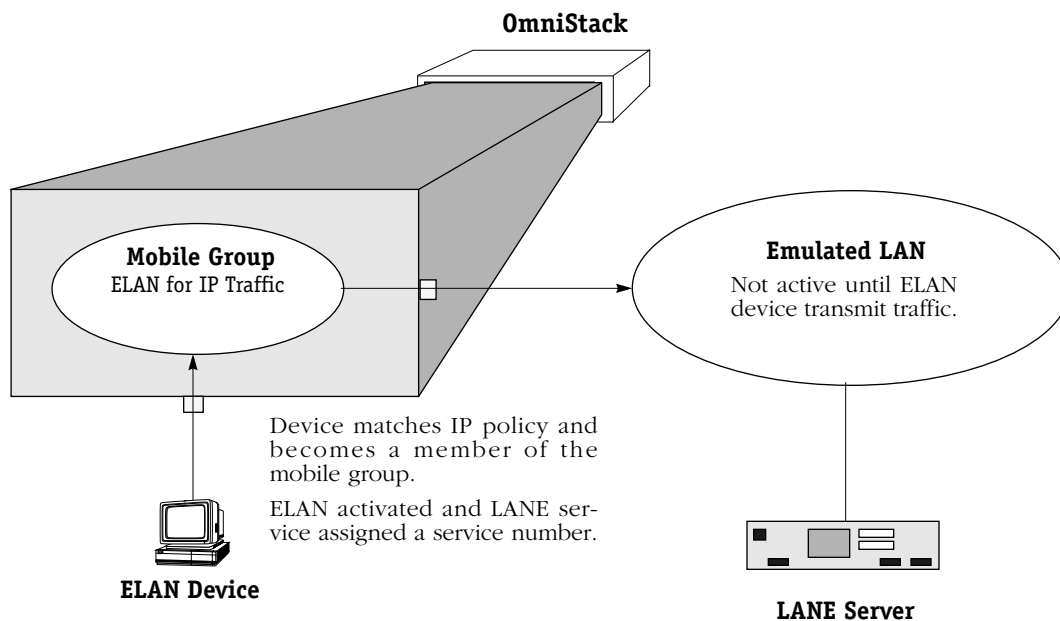 OmniStack
Mobile Group
ELAN for IP Traffic
Emulated LAN
Not active until ELAN
device transmit traffic.
Device matches IP policy and
becomes a member of the
mobile group.
ELAN activated and LANE ser-
vice assigned a service number.
ELAN Device
LANE Server